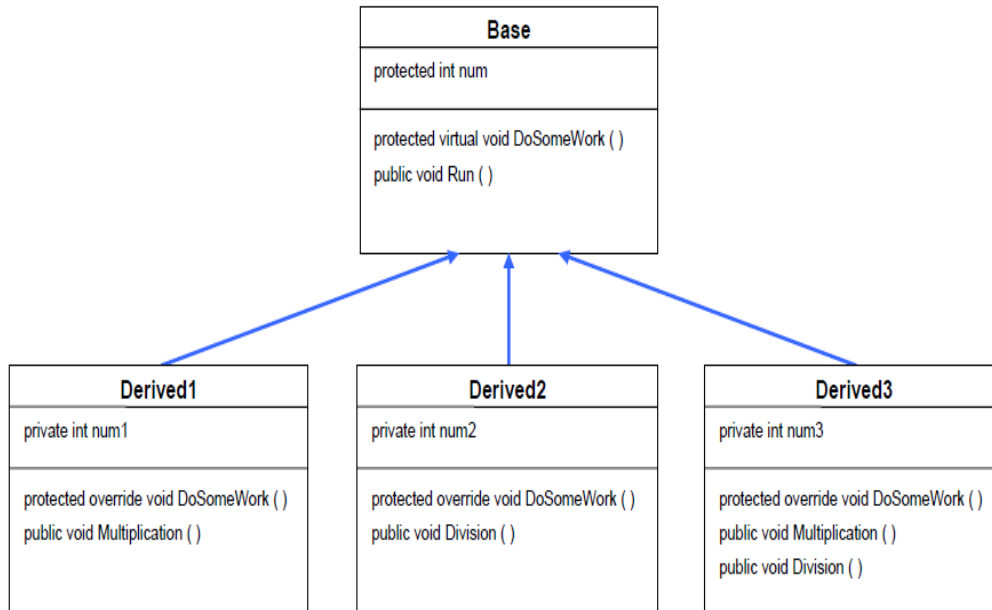 Base
protected int num
protected virtual void DoSomeWork ( )
public void Run ( )
Derived1
private int num1
protected override void DoSomeWork ( )
public void Multiplication ( )
Derived2
private int num2
protected override void DoSomeWork ( )
public void Division ( )
Derived3
private int num3
protected override void DoSomeWork ( )
public void Multiplication ( )
public void Division ( )